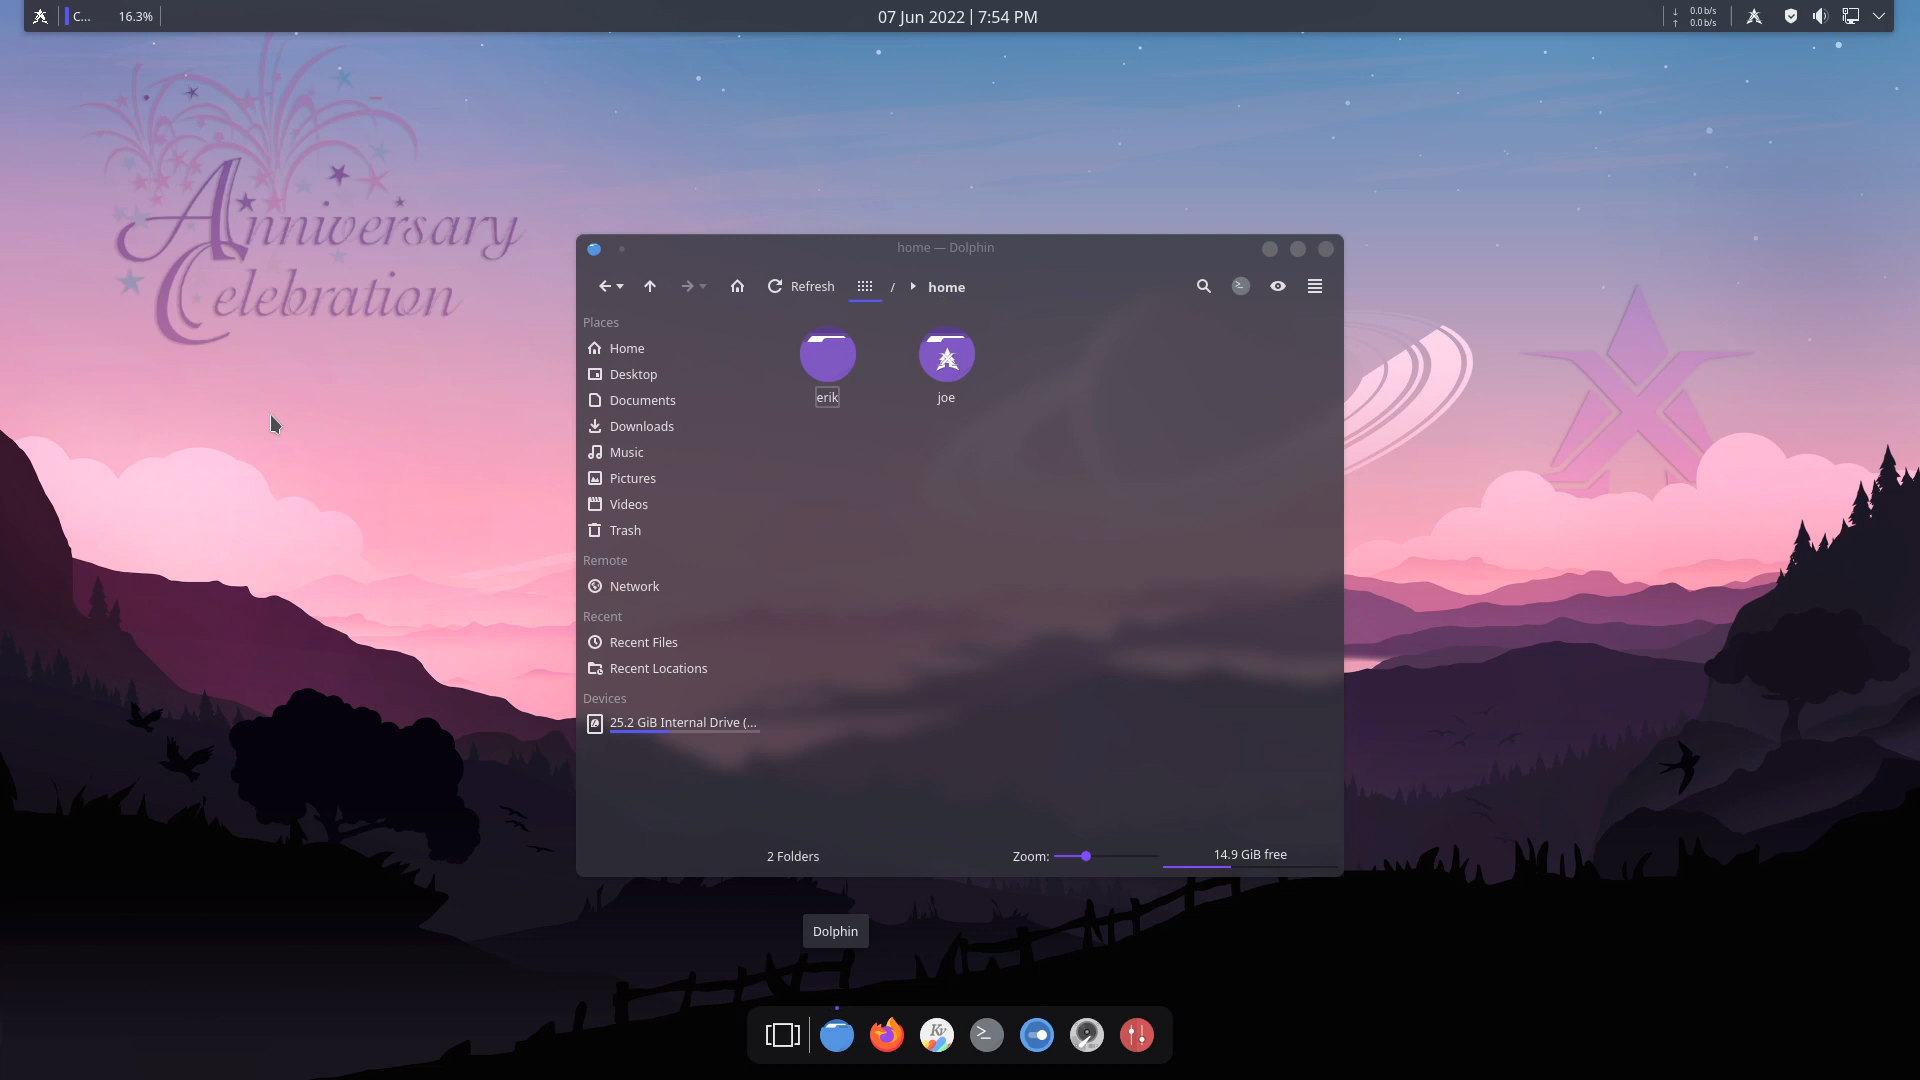 C...
16.3%
07 Jun 2022 | 7:54 PM
↓ 0.0 b/s
↑ 0.0 b/s
Anniversary
Celebration
home — Dolphin
Refresh
/
home
Places
Home
Desktop
Documents
Downloads
Music
Pictures
Videos
Trash
Remote
Network
Recent
Recent Files
Recent Locations
Devices
25.2 GiB Internal Drive (...
erik
joe
2 Folders
Zoom:
14.9 GiB free
Dolphin
Kv